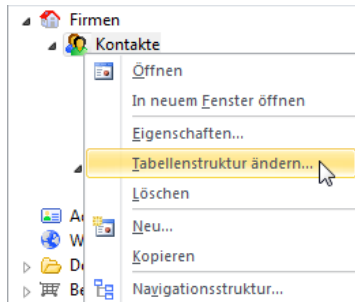 Firmen
Kontakte
Öffnen
In neuem Fenster öffnen
Eigenschaften...
Tabellenstruktur ändern...
Löschen
Neu...
Kopieren
Navigationsstruktur...